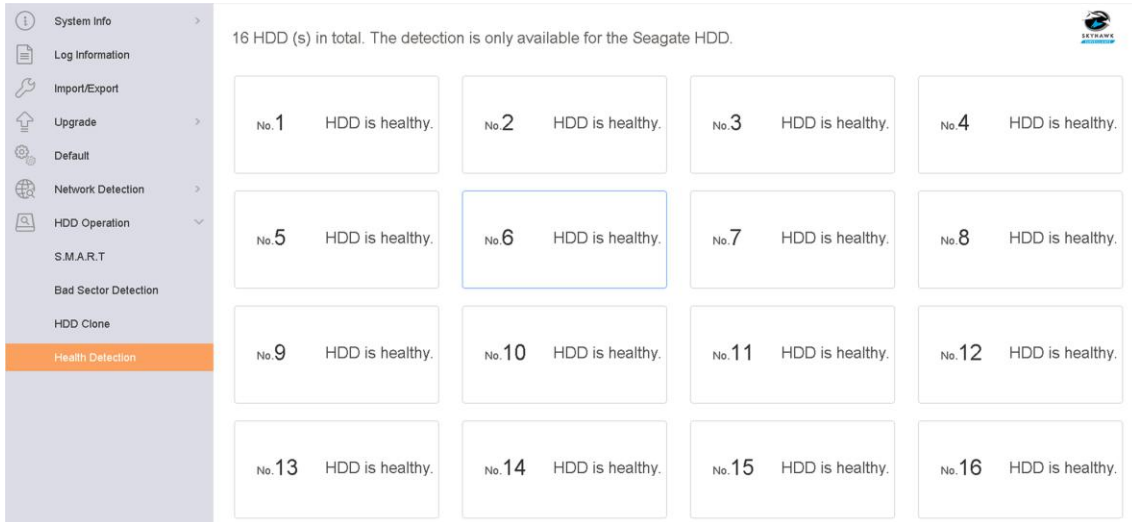 System Info
Log Information
Import/Export
Upgrade
Default
Network Detection
HDD Operation
S.M.A.R.T
Bad Sector Detection
HDD Clone
Health Detection
16 HDD (s) in total. The detection is only available for the Seagate HDD.
SKYHAWK
No.1 HDD is healthy.
No.2 HDD is healthy.
No.3 HDD is healthy.
No.4 HDD is healthy.
No.5 HDD is healthy.
No.6 HDD is healthy.
No.7 HDD is healthy.
No.8 HDD is healthy.
No.9 HDD is healthy.
No.10 HDD is healthy.
No.11 HDD is healthy.
No.12 HDD is healthy.
No.13 HDD is healthy.
No.14 HDD is healthy.
No.15 HDD is healthy.
No.16 HDD is healthy.